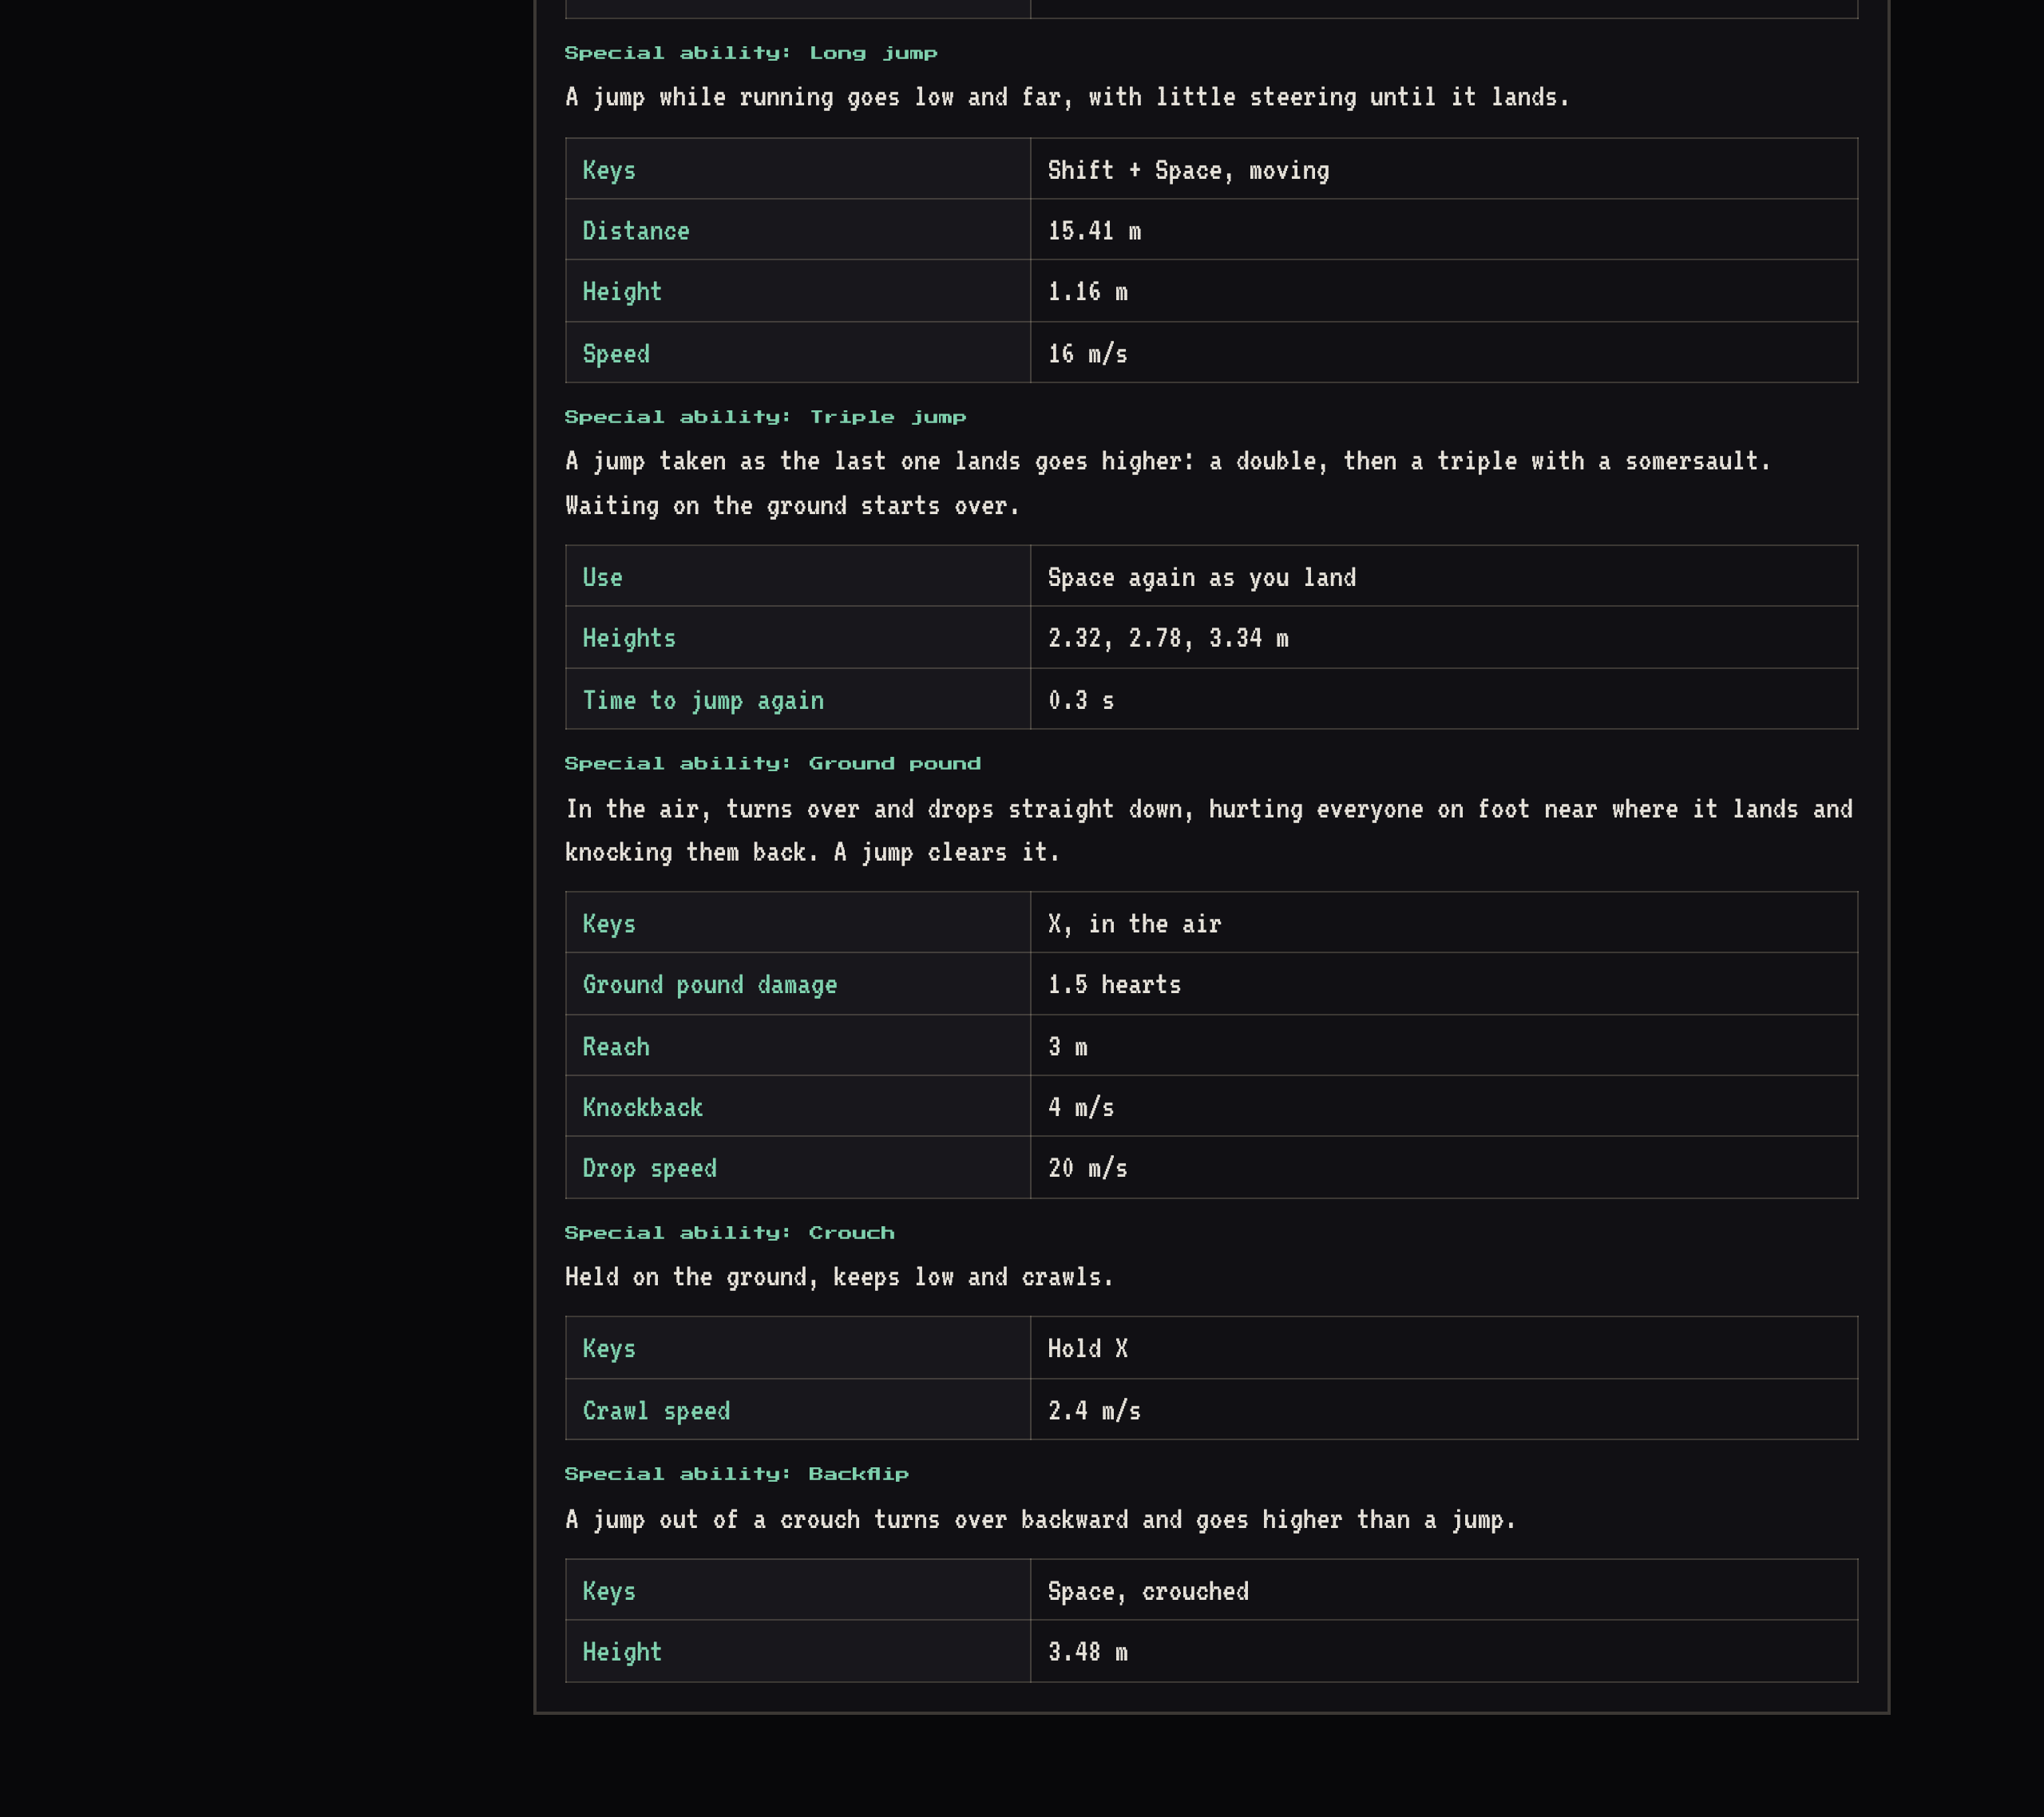 Special ability: Long jump
A jump while running goes low and far, with little steering until it lands.
Keys Shift + Space, moving
Distance 15.41 m
Height 1.16 m
Speed 16 m/s
Special ability: Triple jump
A jump taken as the last one lands goes higher: a double, then a triple with a somersault.
Waiting on the ground starts over.
Use Space again as you land
Heights 2.32, 2.78, 3.34 m
Time to jump again 0.3 s
Special ability: Ground pound
In the air, turns over and drops straight down, hurting everyone on foot near where it lands and
knocking them back. A jump clears it.
Keys X, in the air
Ground pound damage 1.5 hearts
Reach 3 m
Knockback 4 m/s
Drop speed 20 m/s
Special ability: Crouch
Held on the ground, keeps low and crawls.
Keys Hold X
Crawl speed 2.4 m/s
Special ability: Backflip
A jump out of a crouch turns over backward and goes higher than a jump.
Keys Space, crouched
Height 3.48 m